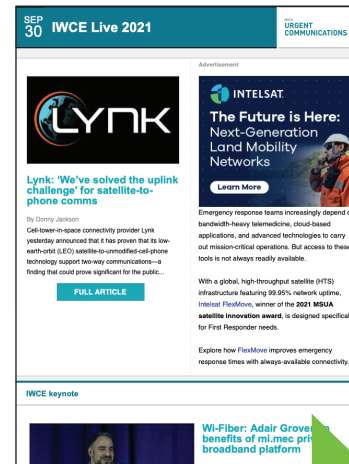 SEP
30
IWCE Live 2021
URGENT
COMMUNICATIONS
LYNK
Lynk: ‘We’ve solved the uplink
challenge’ for satellite-to-
phone comms
By Donny Jackson
Cell-tower-in-space connectivity provider Lynk
yesterday announced that it has proven that its low-
earth-orbit (LEO) satellite-to-unmodified-cell-phone
technology support two-way communications—a
finding that could prove significant for the public...
FULL ARTICLE
Advertisement
INTELSAT
The Future is Here:
Next-Generation
Land Mobility
Networks
Learn More
Emergency response teams increasingly depend
bandwidth-heavy telemedicine, cloud-based
applications, and advanced technologies to carry
out mission-critical operations. But access to these
tools is not always readily available.
With a global, high-throughput satellite (HTS)
infrastructure featuring 99.95% network uptime,
Intelsat FlexMove, winner of the 2021 MSUA
satellite innovation award, is designed
for First Responder needs.
Explore how FlexMove improves emergency
response times with always-available connectivity.
IWCE keynote
Wi-Fiber: Adair Grover
benefits of mi.mec
broadband platform